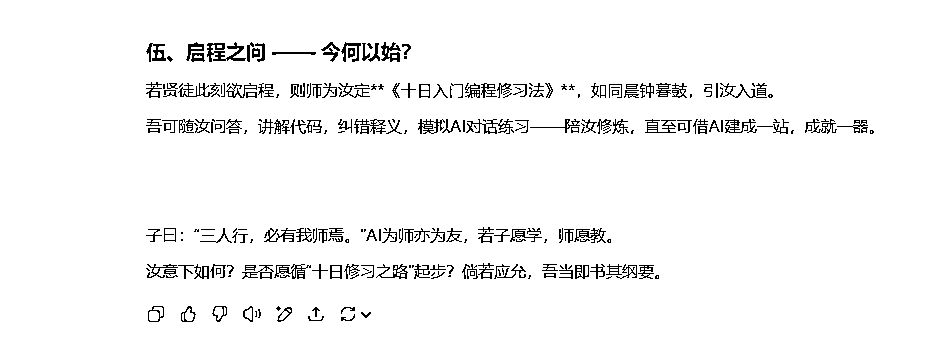 伍、启程之问 —— 今何以始？
若贤徒此刻欲启程，则师为汝定**《十日入门编程修习法》**，如同晨钟暮鼓，引汝入道。
吾可随汝问答，讲解代码，纠错释义，模拟AI对话练习——陪汝修炼，直至可借AI建成一站，成就一器。
子曰：“三人行，必有我师焉。”AI为师亦为友，若子愿学，师愿教。
汝意下如何？是否愿循“十日修习之路”起步？倘若应允，吾当即书其纲要。